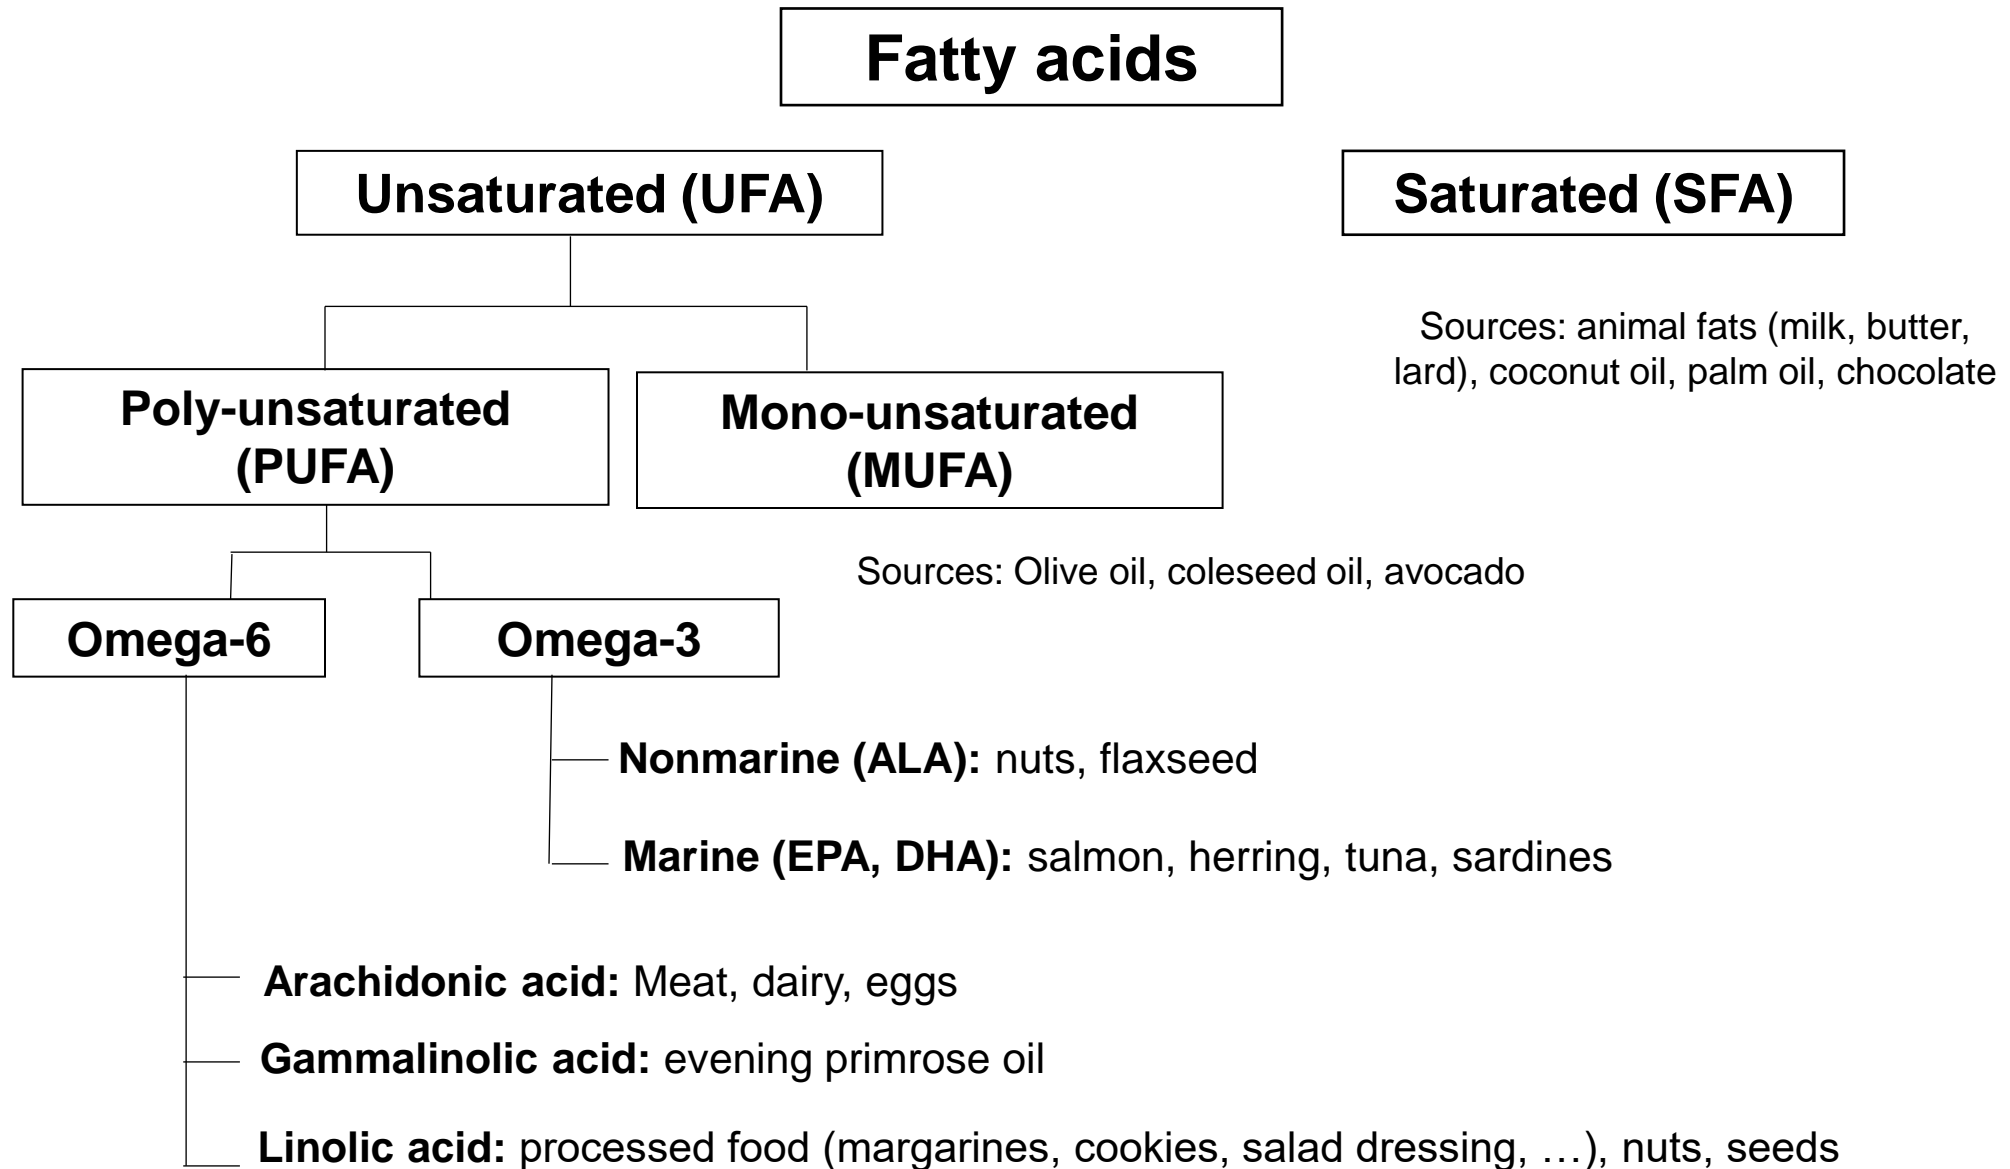 Fatty acids
Unsaturated (UFA)
Saturated (SFA)
Sources: animal fats (milk, butter,
lard), coconut oil, palm oil, chocolate
Poly-unsaturated
(PUFA)
Mono-unsaturated
(MUFA)
Sources: Olive oil, coleseed oil, avocado
Omega-6
Omega-3
Nonmarine (ALA): nuts, flaxseed
Marine (EPA, DHA): salmon, herring, tuna, sardines
Arachidonic acid: Meat, dairy, eggs
Gammalinolic acid: evening primrose oil
Linolic acid: processed food (margarines, cookies, salad dressing, …), nuts, seeds